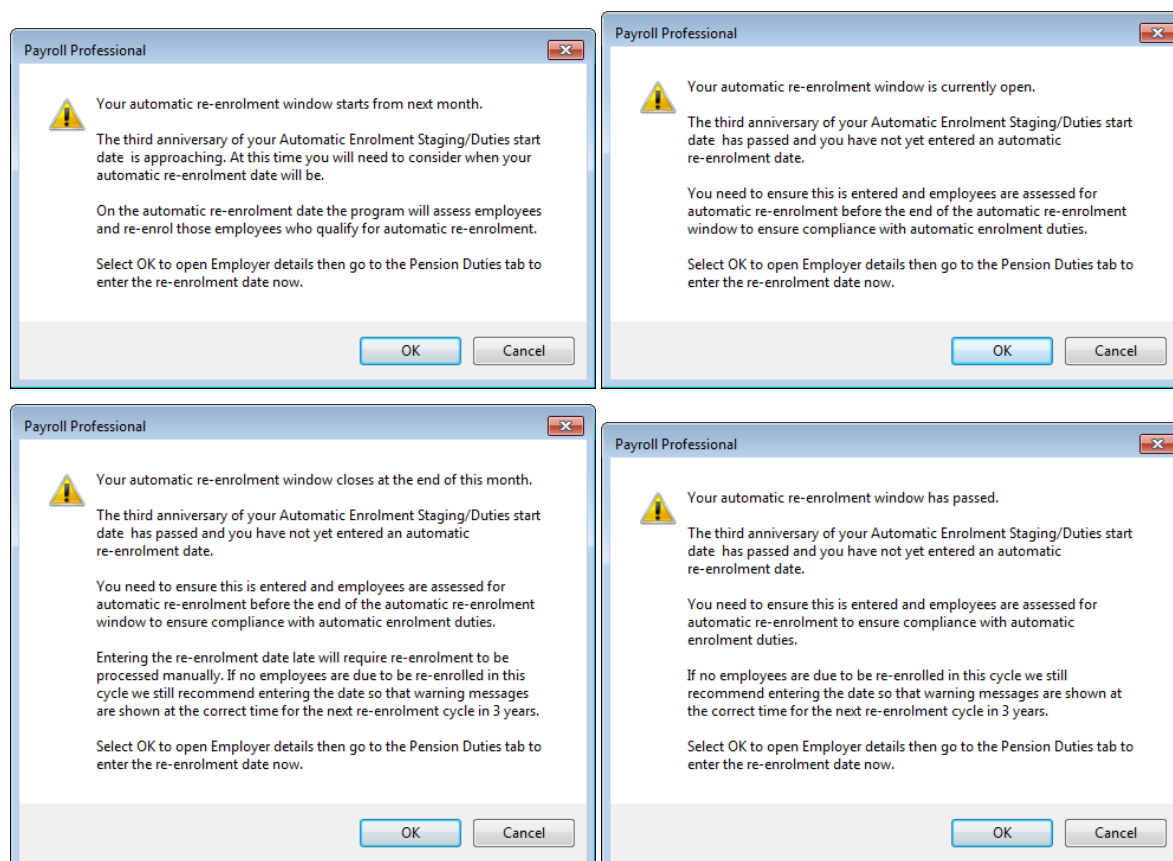 Payroll Professional
Your automatic re-enrolment window starts from next month.
The third anniversary of your Automatic Enrolment Staging/Duties start
date  is approaching. At this time you will need to consider when your
automatic re-enrolment date will be.
On the automatic re-enrolment date the program will assess employees
and re-enrol those employees who qualify for automatic re-enrolment.
Select OK to open Employer details then go to the Pension Duties tab to
enter the re-enrolment date now.
OK
Cancel
Payroll Professional
Your automatic re-enrolment window is currently open.
The third anniversary of your Automatic Enrolment Staging/Duties start
date  has passed and you have not yet entered an automatic
re-enrolment date.
You need to ensure this is entered and employees are assessed for
automatic re-enrolment before the end of the automatic re-enrolment
window to ensure compliance with automatic enrolment duties.
Select OK to open Employer details then go to the Pension Duties tab to
enter the re-enrolment date now.
OK
Cancel
Payroll Professional
Your automatic re-enrolment window closes at the end of this month.
The third anniversary of your Automatic Enrolment Staging/Duties start
date  has passed and you have not yet entered an automatic
re-enrolment date.
You need to ensure this is entered and employees are assessed for
automatic re-enrolment before the end of the automatic re-enrolment
window to ensure compliance with automatic enrolment duties.
Entering the re-enrolment date late will require re-enrolment to be
processed manually. If no employees are due to be re-enrolled in this
cycle we still recommend entering the date so that warning messages
are shown at the correct time for the next re-enrolment cycle in 3 years.
Select OK to open Employer details then go to the Pension Duties tab to
enter the re-enrolment date now.
OK
Cancel
Payroll Professional
Your automatic re-enrolment window has passed.
The third anniversary of your Automatic Enrolment Staging/Duties start
date  has passed and you have not yet entered an automatic
re-enrolment date.
You need to ensure this is entered and employees are assessed for
automatic re-enrolment to ensure compliance with automatic
enrolment duties.
If no employees are due to be re-enrolled in this cycle we still
recommend entering the date so that warning messages are shown at
the correct time for the next re-enrolment cycle in 3 years.
Select OK to open Employer details then go to the Pension Duties tab to
enter the re-enrolment date now.
OK
Cancel